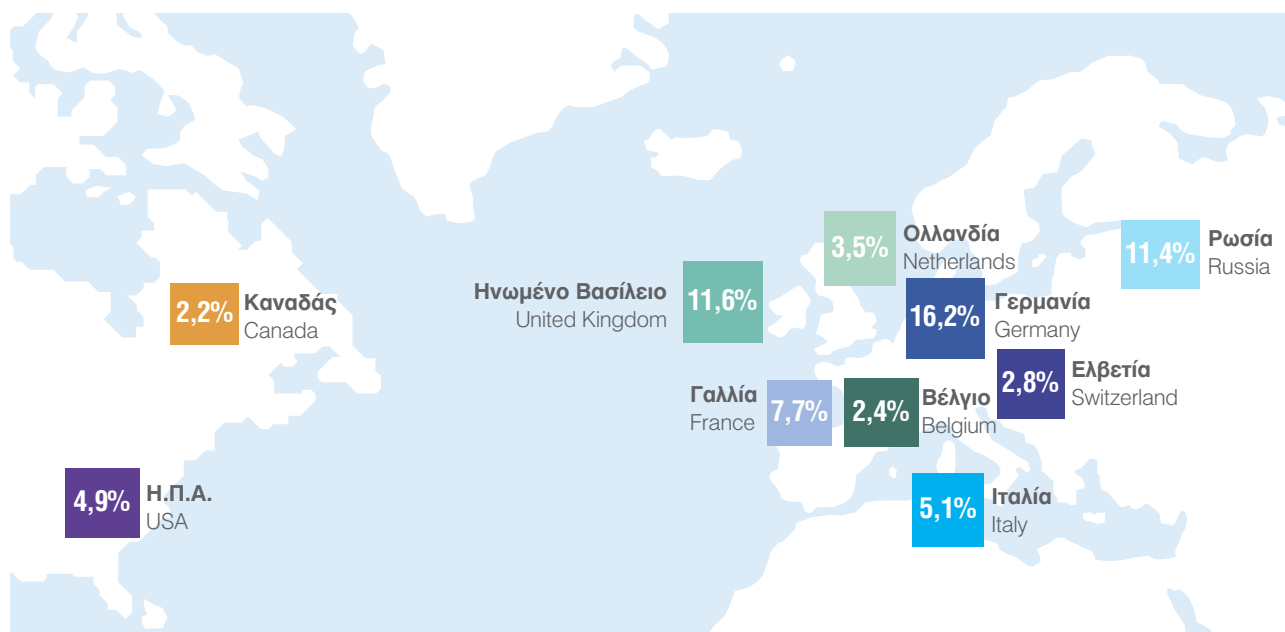 3,5%
Ολλανδία
Netherlands
11,4%
Ρωσία
Russia
2,2%
Καναδάς
Canada
Ηνωμένο Βασίλειο
United Kingdom
11,6%
16,2%
Γερμανία
Germany
2,8%
Ελβετία
Switzerland
Γαλλία
France
7,7%
2,4%
Βέλγιο
Belgium
4,9%
Η.Π.Α.
USA
5,1%
Ιταλία
Italy